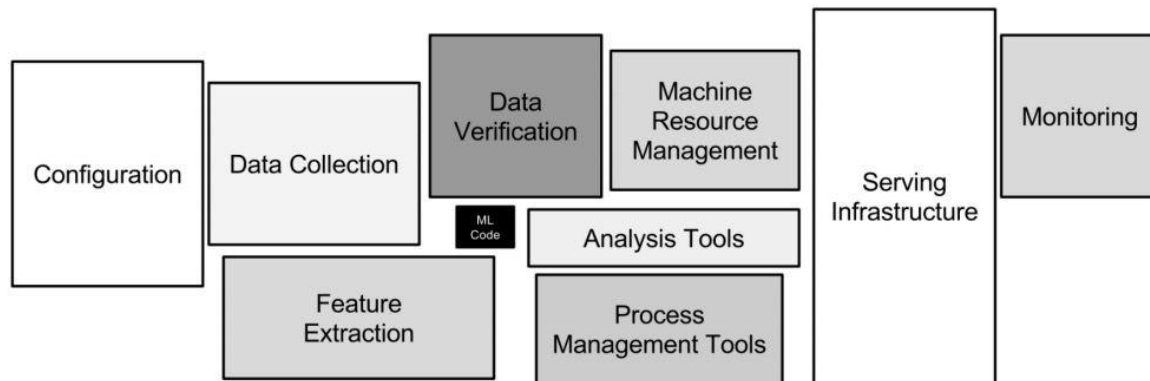 Configuration
Data Collection
Data
Verification
Machine
Resource
Management
Monitoring
Serving
Infrastructure
ML
Code
Analysis Tools
Feature
Extraction
Process
Management Tools